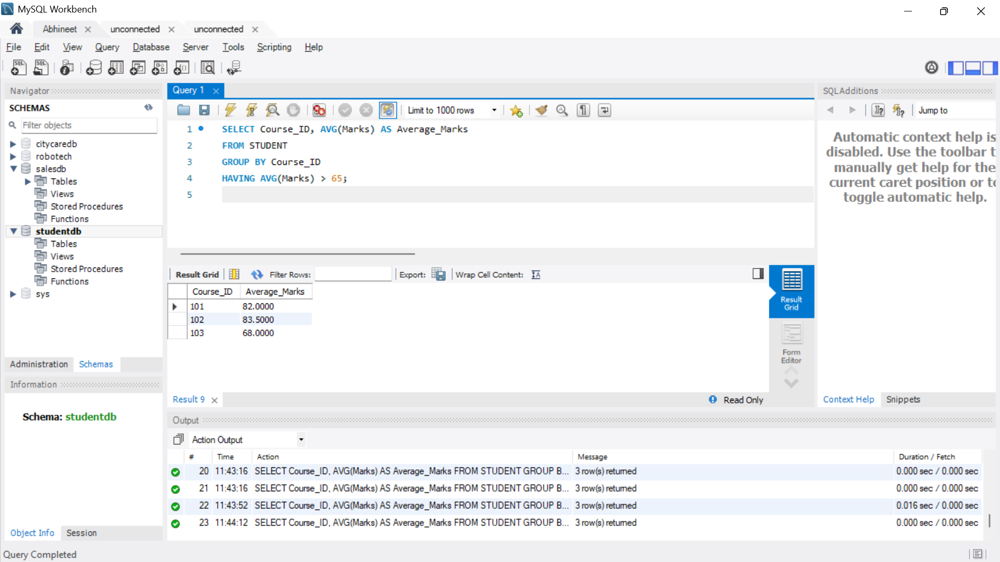 MySQL Workbench
Abhineet
unconnected
unconnected
File Edit View Query Database Server Tools Scripting Help
Navigator
SCHEMAS
Filter objects
citycaredb
robotech
salesdb
Tables
Views
Stored Procedures
Functions
studentdb
Tables
Views
Stored Procedures
Functions
sys
Administration Schemas
Information
Schema: studentdb
Object Info Session
Query Completed
Query 1
Limit to 1000 rows
1 SELECT Course_ID, AVG(Marks) AS Average_Marks
2 FROM STUDENT
3 GROUP BY Course_ID
4 HAVING AVG(Marks) > 65;
5
Result Grid Filter Rows: Export: Wrap Cell Content:
Course_ID Average_Marks
101 82.0000
102 83.5000
103 68.0000
Result
Grid
Form
Editor
Result 9
Read Only
SQLAdditions
Jump to
Automatic context help is
disabled. Use the toolbar t
manually get help for the
current caret position or to
toggle automatic help.
Context Help Snippets
Output
Action Output
# Time Action Message Duration / Fetch
20 11:43:16 SELECT Course_ID, AVG(Marks) AS Average_Marks FROM STUDENT GROUP B... 3 row(s) returned 0.000 sec / 0.000 sec
21 11:43:16 SELECT Course_ID, AVG(Marks) AS Average_Marks FROM STUDENT GROUP B... 3 row(s) returned 0.000 sec / 0.000 sec
22 11:43:52 SELECT Course_ID, AVG(Marks) AS Average_Marks FROM STUDENT GROUP B... 3 row(s) returned 0.016 sec / 0.000 sec
23 11:44:12 SELECT Course_ID, AVG(Marks) AS Average_Marks FROM STUDENT GROUP B... 3 row(s) returned 0.000 sec / 0.000 sec